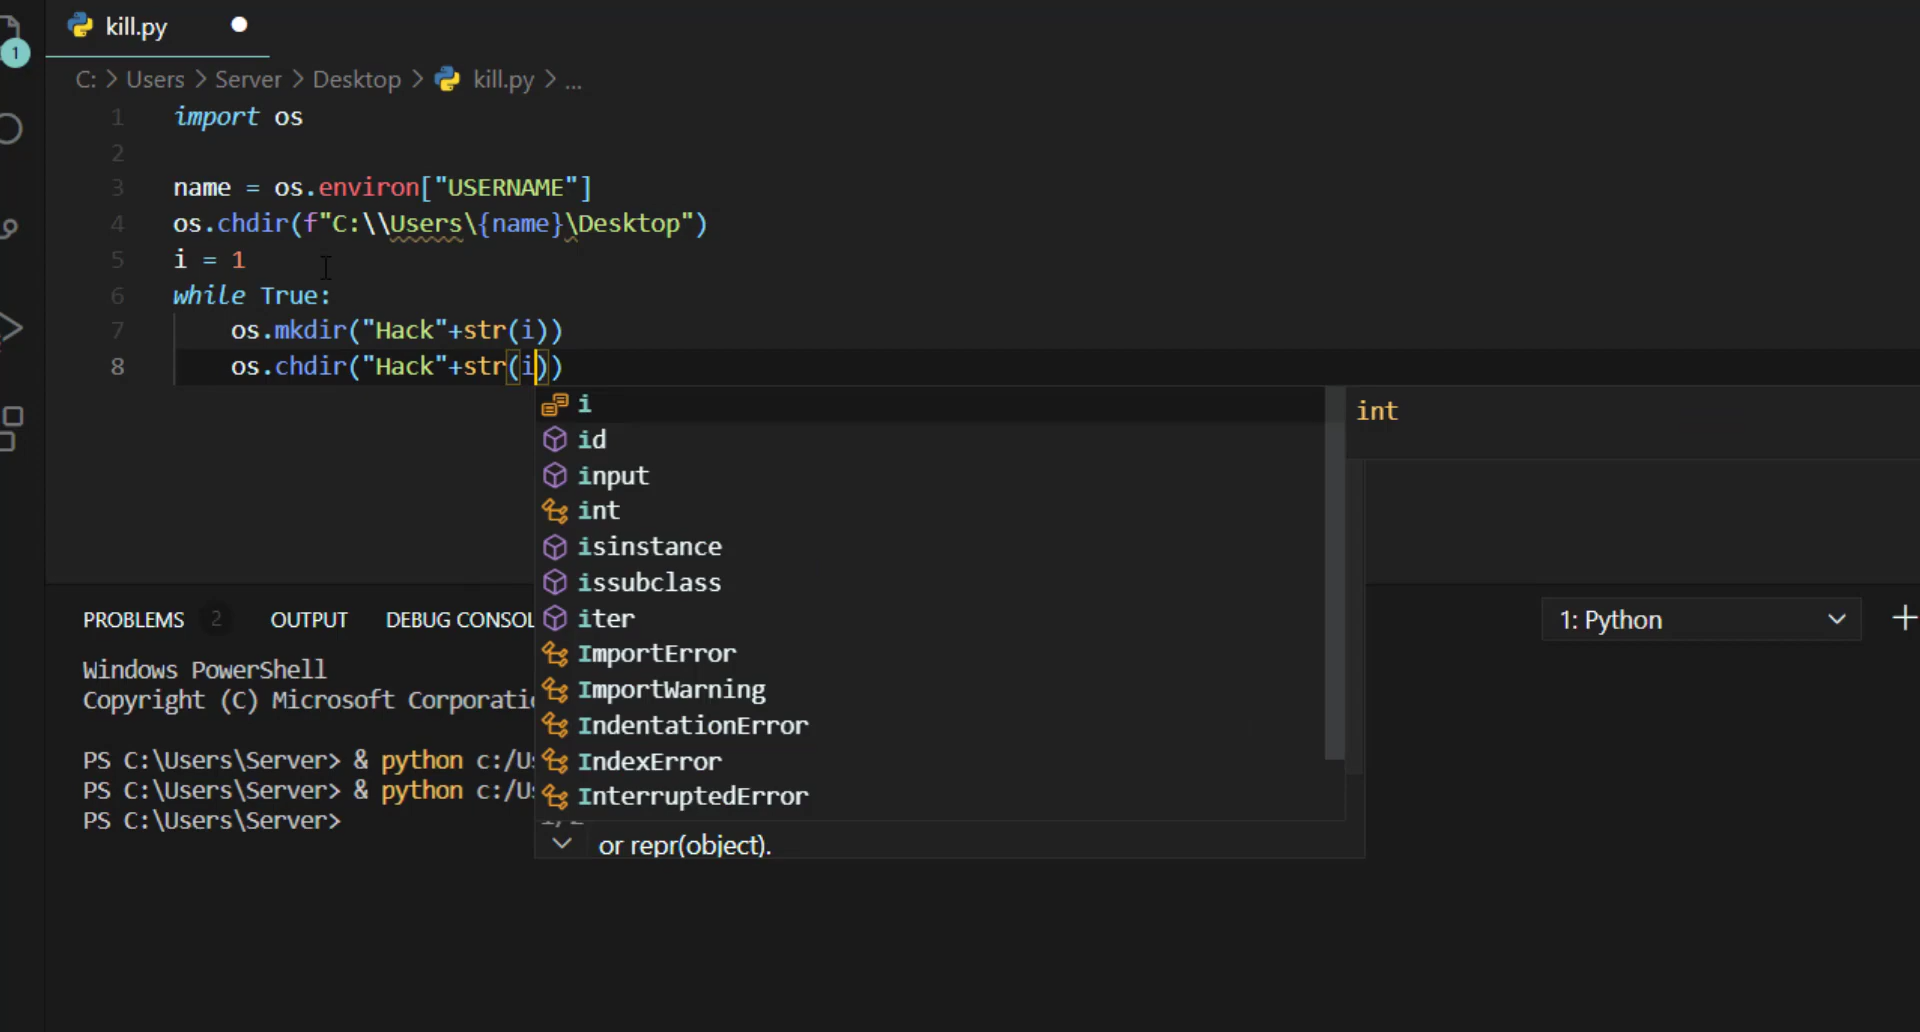 kill.py
1
C: > Users > Server > Desktop > kill.py > ...
1 import os
2
3 name = os.environ["USERNAME"]
4 os.chdir(f"C:\\Users\{name}\Desktop")
5 i = 1
6 while True:
7 os.mkdir("Hack"+str(i))
8 os.chdir("Hack"+str(i))
i
int
id
input
int
isinstance
issubclass
iter
ImportError
ImportWarning
IndentationError
IndexError
InterruptedError
or repr(object).
PROBLEMS 2 OUTPUT DEBUG CONSOL
1: Python
Windows PowerShell
Copyright (C) Microsoft Corporati
PS C:\Users\Server> & python c:/U
PS C:\Users\Server> & python c:/U
PS C:\Users\Server>